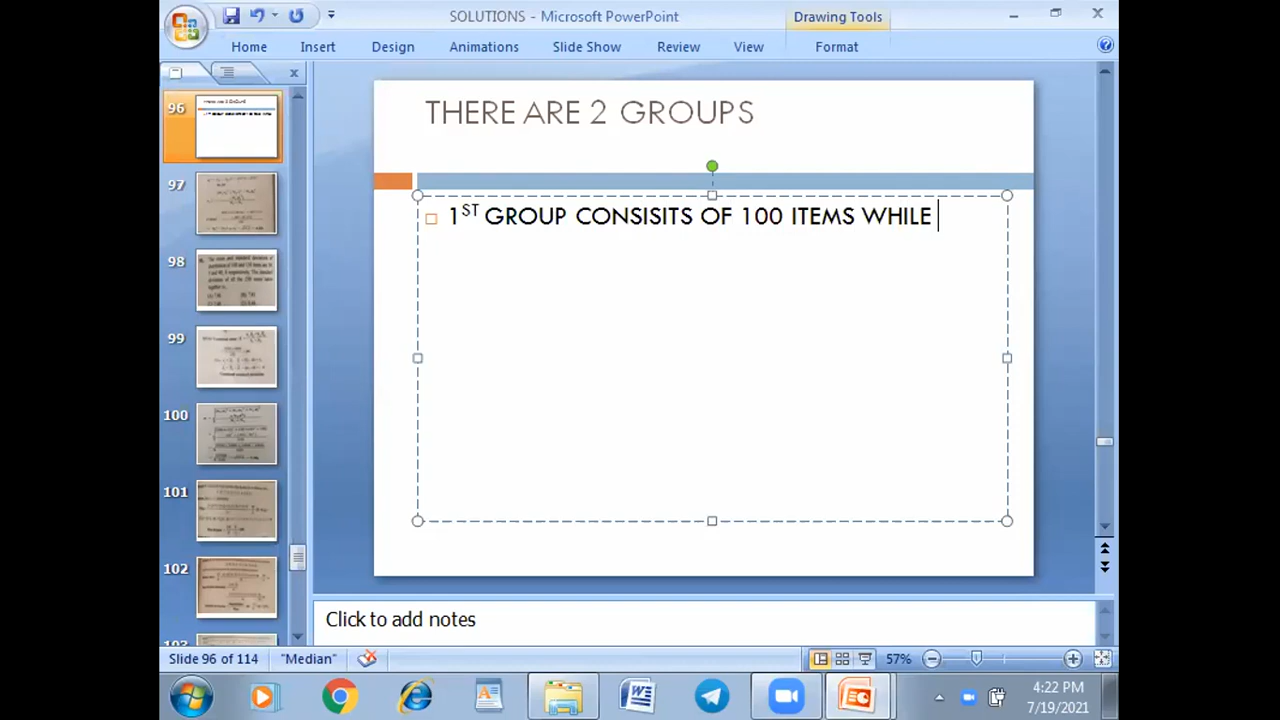 SOLUTIONS - Microsoft PowerPoint
Drawing Tools
Home Insert Design Animations Slide Show Review View Format
96
97
98
99
100
101
102
THERE ARE 2 GROUPS
1ST GROUP CONSISITS OF 100 ITEMS WHILE
Click to add notes
Slide 96 of 114 "Median" 57%
4:22 PM
7/19/2021